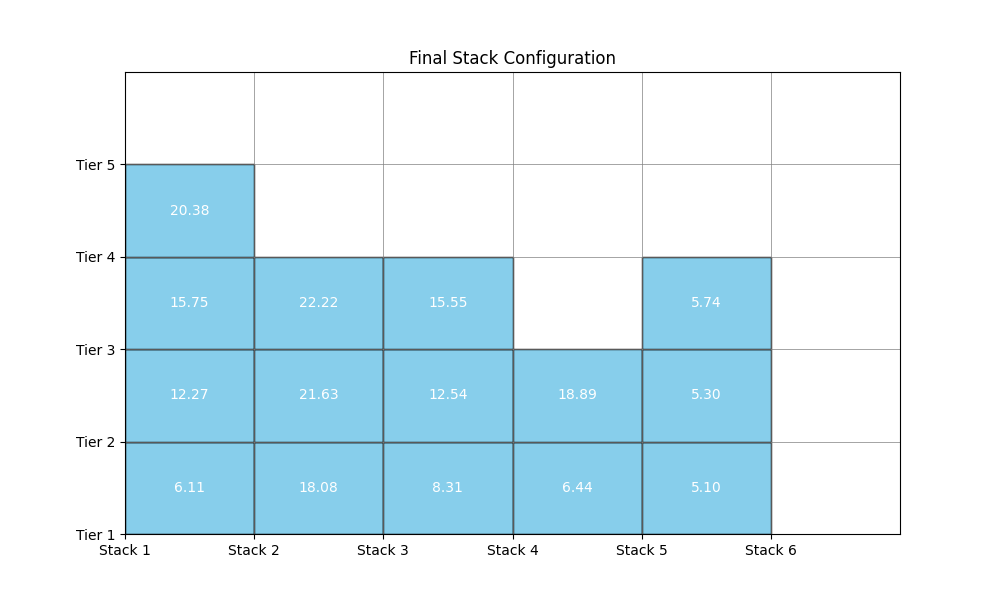 Final Stack Configuration
Tier 5
20.38
Tier 4
15.75 22.22 15.55 5.74
Tier 3
12.27 21.63 12.54 18.89 5.30
Tier 2
6.11 18.08 8.31 6.44 5.10
Tier 1
Stack 1 Stack 2 Stack 3 Stack 4 Stack 5 Stack 6